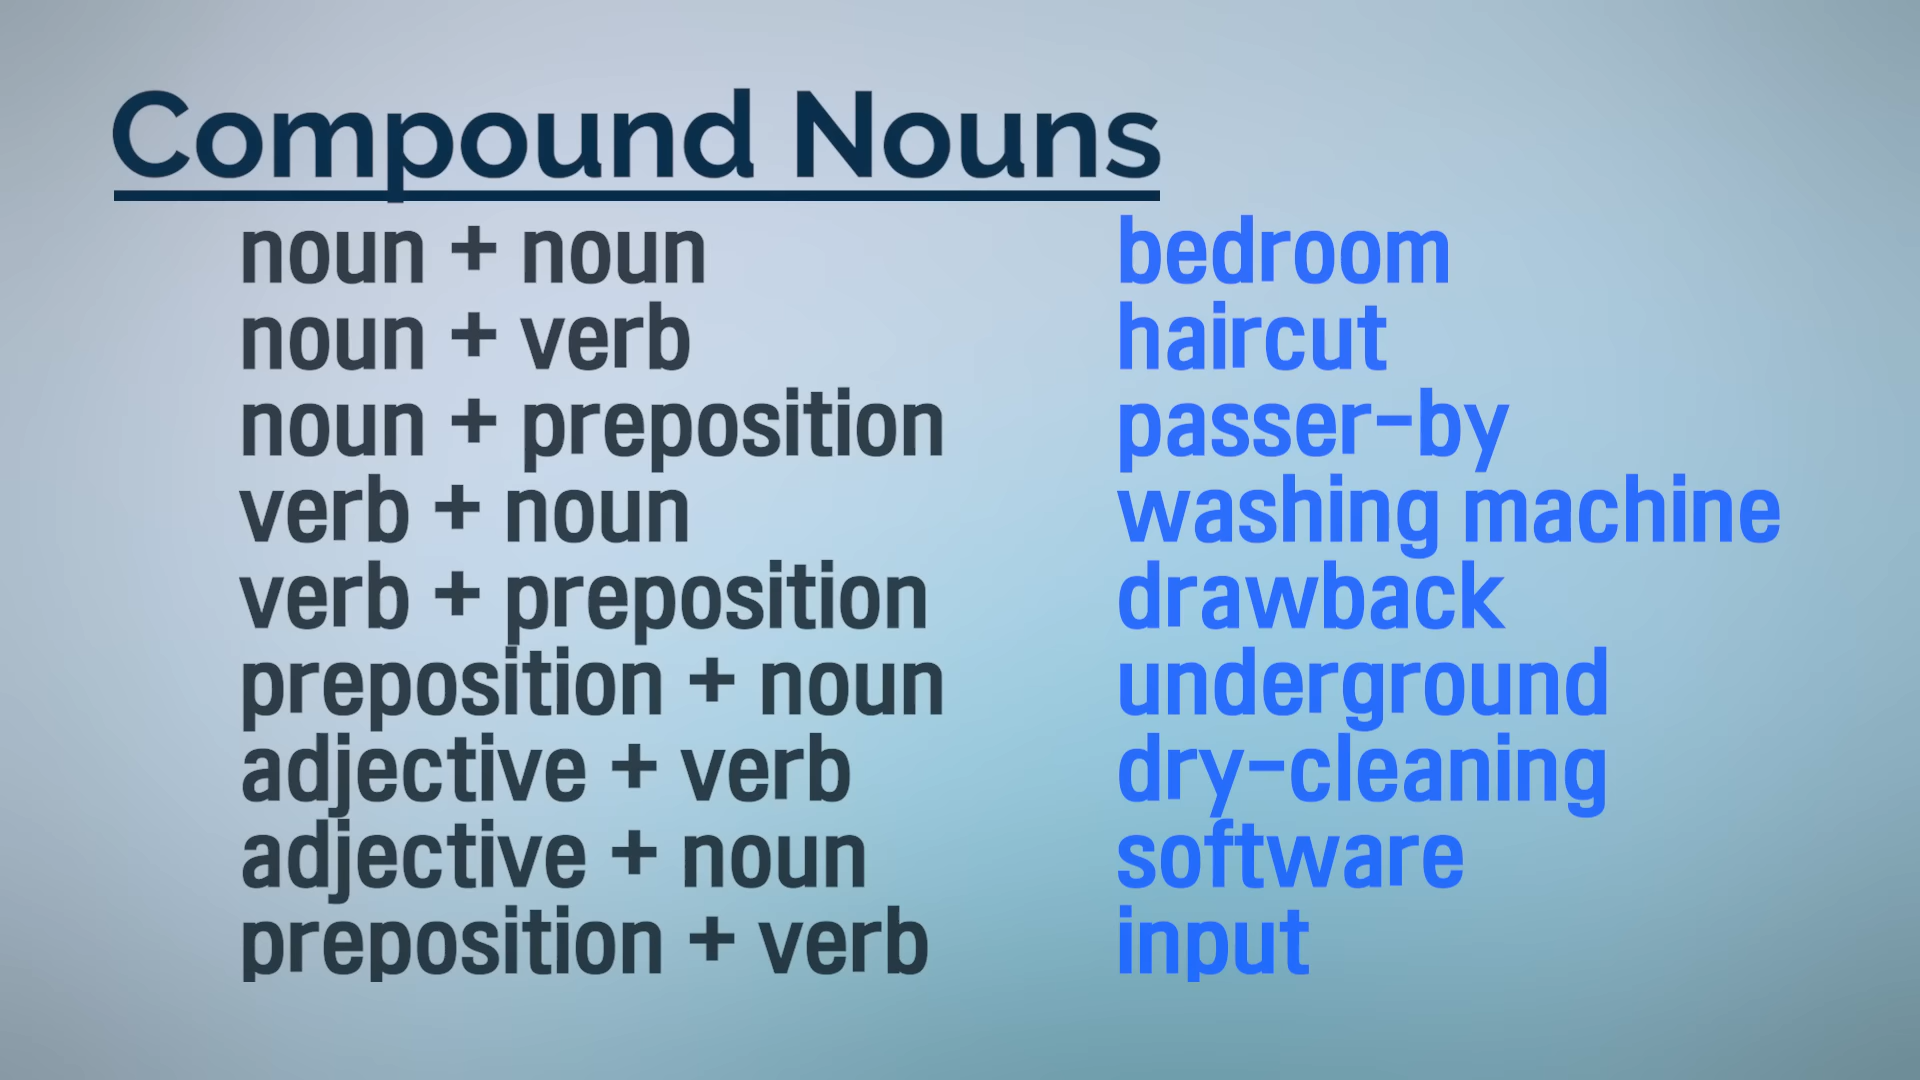 Compound Nouns
noun + noun bedroom
noun + verb haircut
noun + preposition passer-by
verb + noun washing machine
verb + preposition drawback
preposition + noun underground
adjective + verb dry-cleaning
adjective + noun software
preposition + verb input